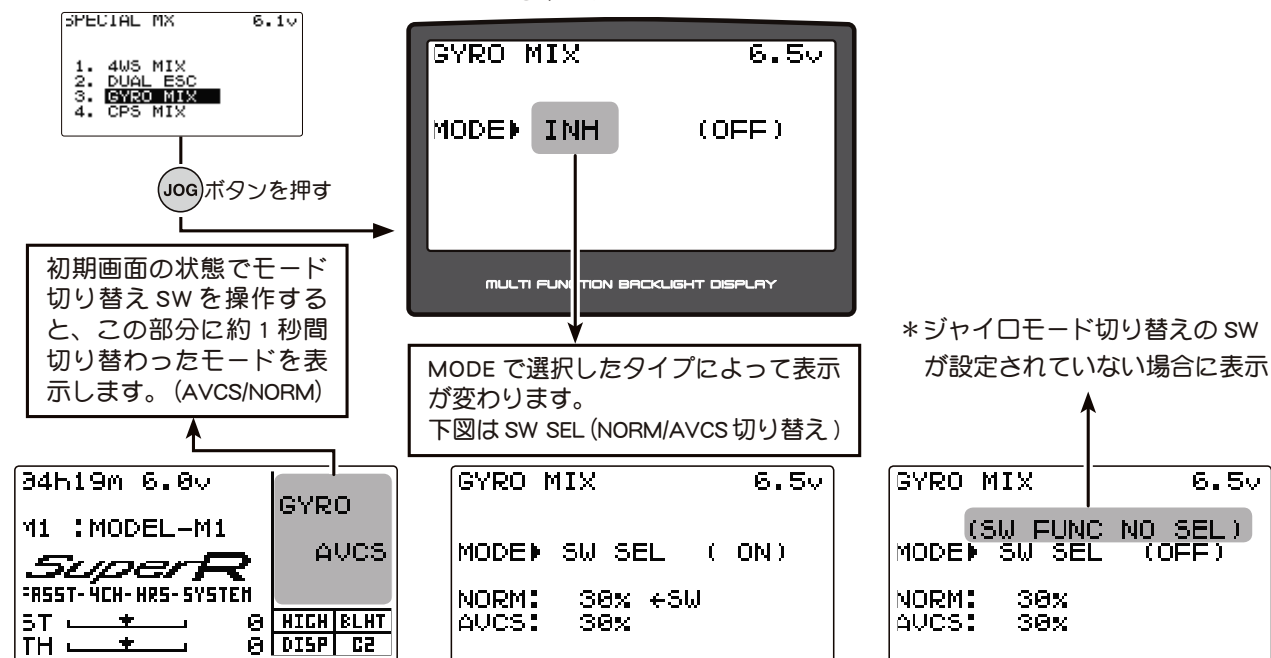 SPECIAL MX 6.1v
1. 4WS MIX
2. DUAL ESC
3. GYRO MIX
4. CPS MIX
JOG ボタンを押す
GYRO MIX 6.5v
MODE▶ INH (OFF)
MULTI FUNCTION BACKLIGHT DISPLAY
初期画面の状態でモード
切り替え SW を操作する
と、この部分に約 1 秒間
切り替わったモードを表
示します。(AVCS/NORM)
MODE で選択したタイプによって表示
が変わります。
下図は SW SEL (NORM/AVCS 切り替え)
＊ジャイロモード切り替えの SW
が設定されていない場合に表示
34h19m 6.0v
M1 :MODEL-M1
SuperR
FASST-4CH-HRS-SYSTEM
ST 0
TH 0
GYRO
AVCS
HICH BLHT
DISP C2
GYRO MIX 6.5v
MODE▶ SW SEL ( ON)
NORM: 30% ←SW
AVCS: 30%
GYRO MIX 6.5v
(SW FUNC NO SEL)
MODE▶ SW SEL (OFF)
NORM: 30%
AVCS: 30%